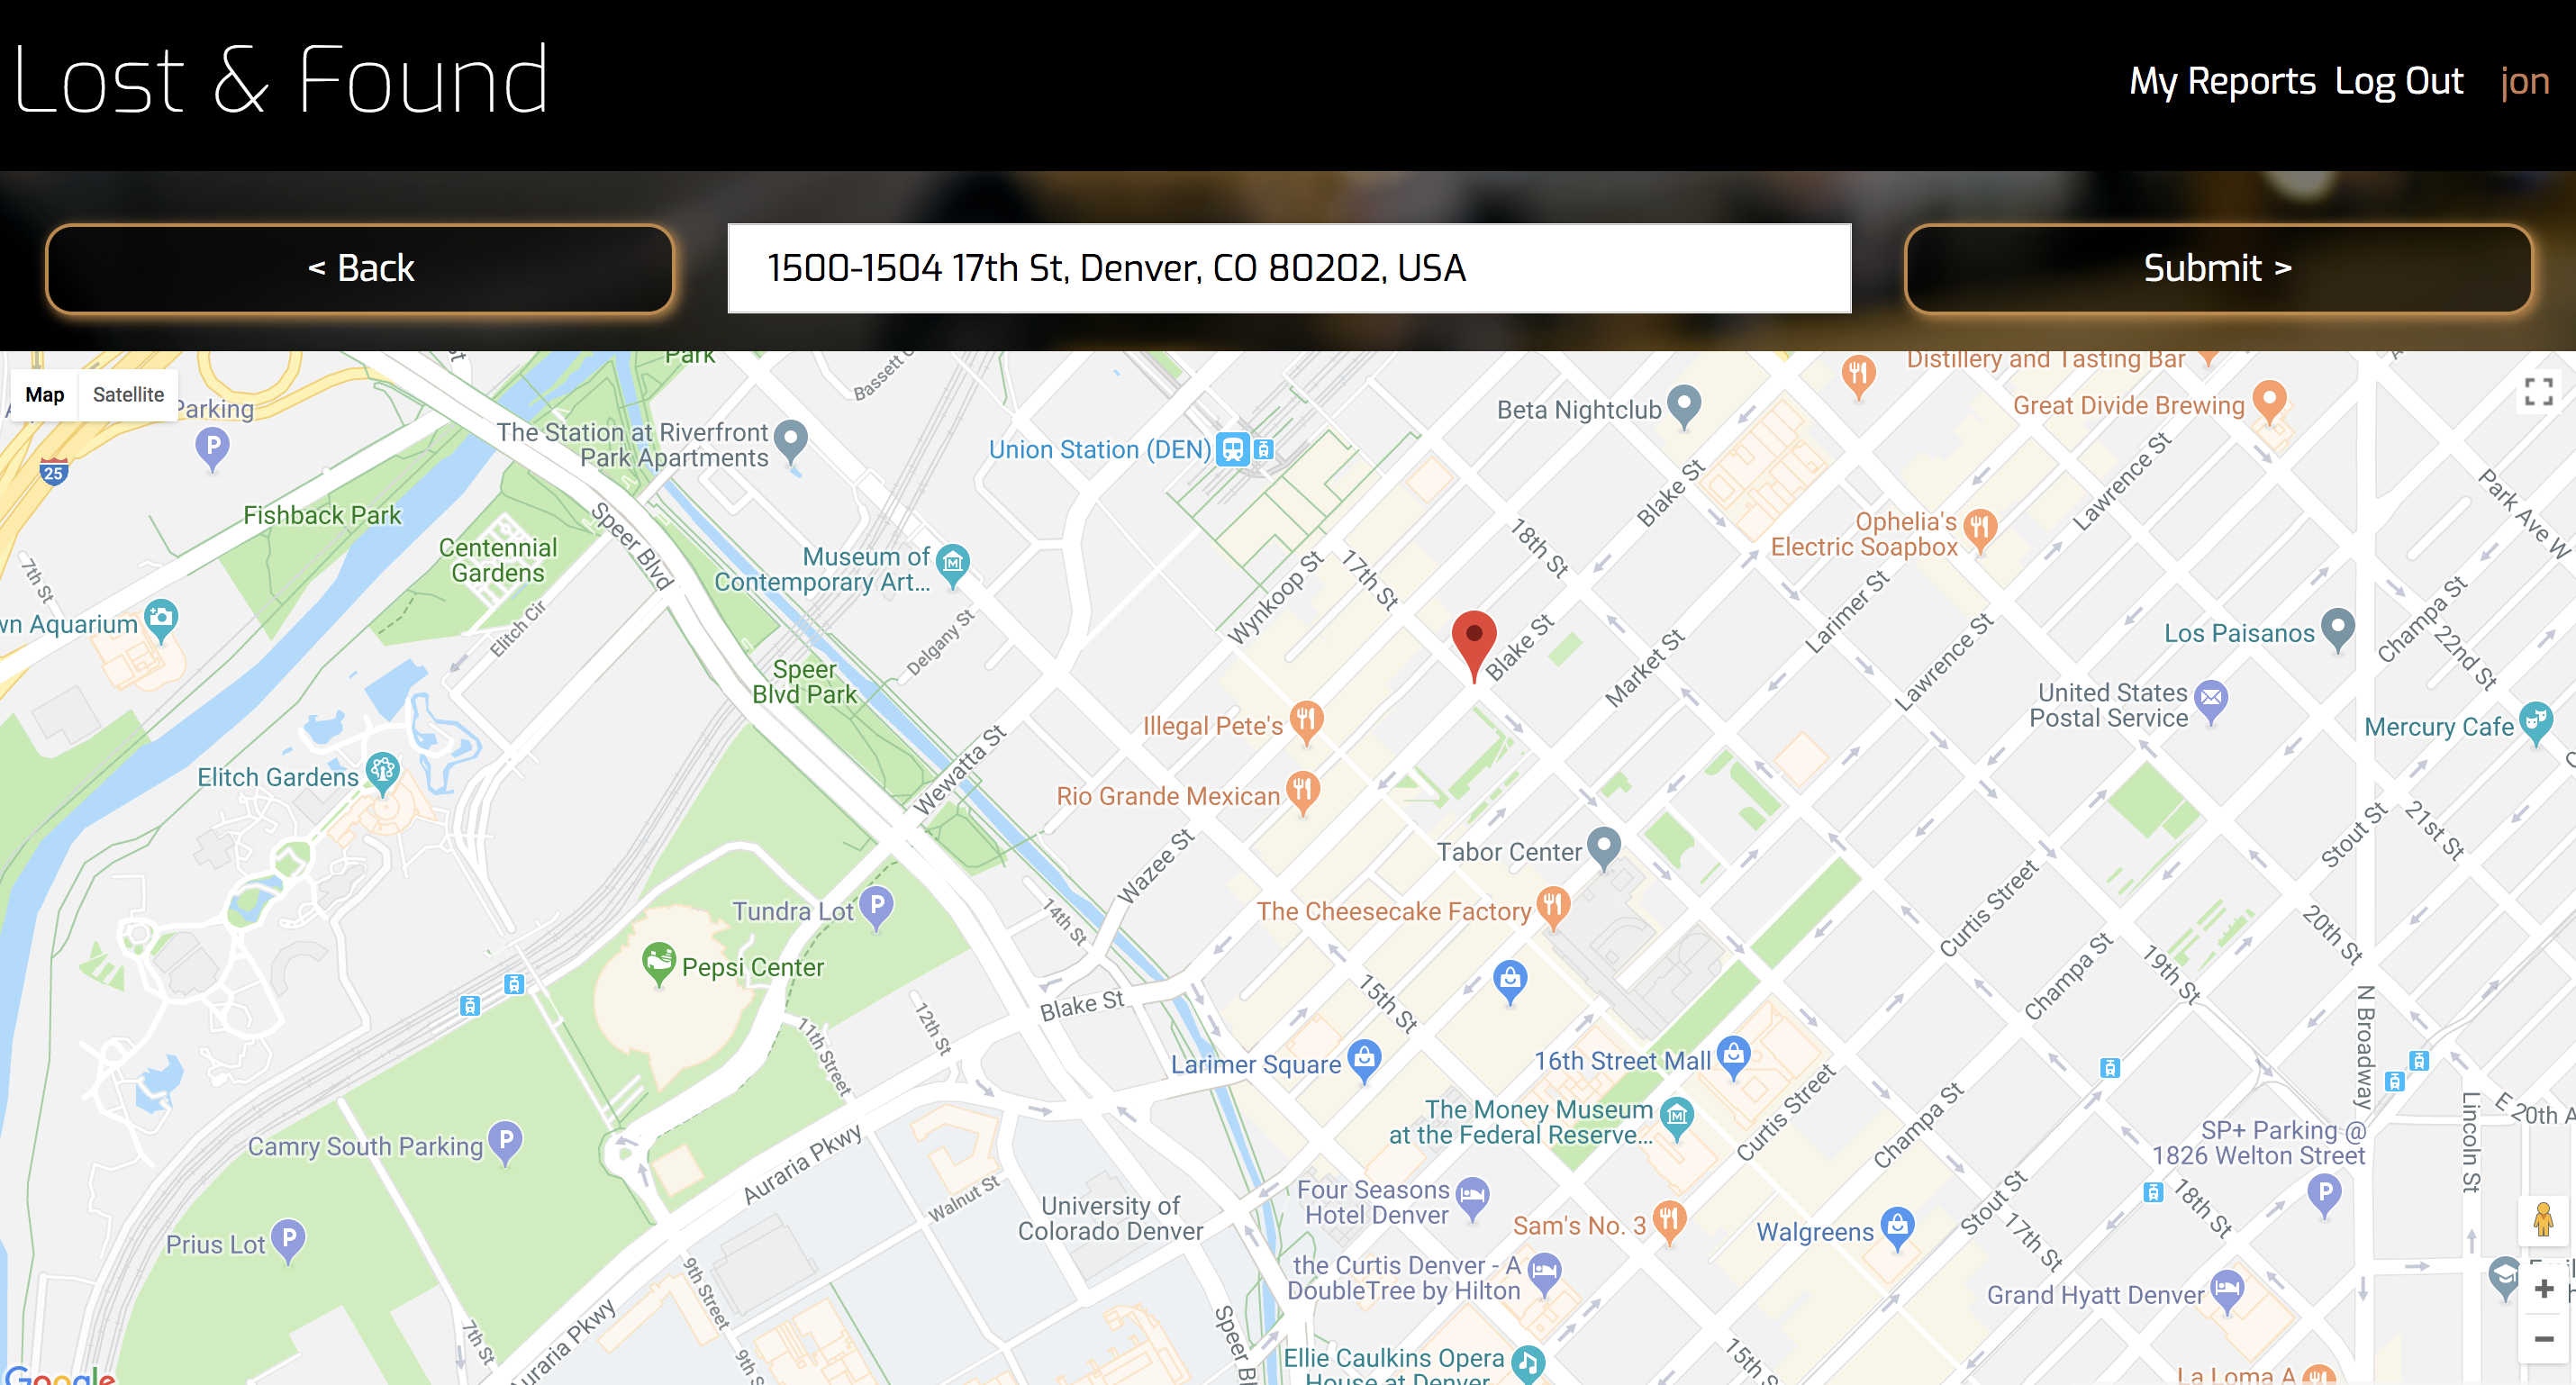 Lost & Found
My Reports Log Out jon
< Back
1500-1504 17th St, Denver, CO 80202, USA
Submit >
Map Satellite
Parking
25
Park
Bassett
Distillery and Tasting Bar
Beta Nightclub
Great Divide Brewing
The Station at Riverfront
Park Apartments
Union Station (DEN)
Blake St
Lawrence St
Park Ave W
Fishback Park
Speer Blvd
18th St
Ophelia's
Electric Soapbox
Centennial
Gardens
7th St
Museum of
Contemporary Art...
Wynkoop St
17th St
Larimer St
Champa St
22nd St
Aquarium
Elitch Cir
Delgany St
Blake St
Market St
Lawrence St
Los Paisanos
Speer
Blvd Park
United States
Postal Service
Illegal Pete's
Mercury Cafe
Elitch Gardens
Wewatta St
Rio Grande Mexican
Stout St
21st St
Wazee St
Tabor Center
Tundra Lot
14th St
The Cheesecake Factory
Curtis Street
20th St
Pepsi Center
Champa St
19th St
Blake St
15th St
N Broadway
12th St
11th Street
Larimer Square
16th Street Mall
The Money Museum
at the Federal Reserve...
Curtis Street
Champa St
Lincoln St
SP+ Parking @
1826 Welton Street
Camry South Parking
Auraria Pkwy
Walnut St
University of
Colorado Denver
Four Seasons
Hotel Denver
Sam's No. 3
Walgreens
Stout St
17th St
18th St
Prius Lot
the Curtis Denver - A
DoubleTree by Hilton
Grand Hyatt Denver
9th Street
7th St
Auraria Pkwy
Speer Bl
Ellie Caulkins Opera
House at Denver
15th S
La Loma
Google